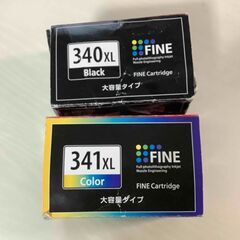 340XL
Black
FINE
Full-photolithography Inkjet
Nozzle Engineering
FINE Cartridge
大容量タイプ
341XL
Color
FINE
Full-photolithography Inkjet
Nozzle Engineering
FINE Cartridge
大容量タイプ